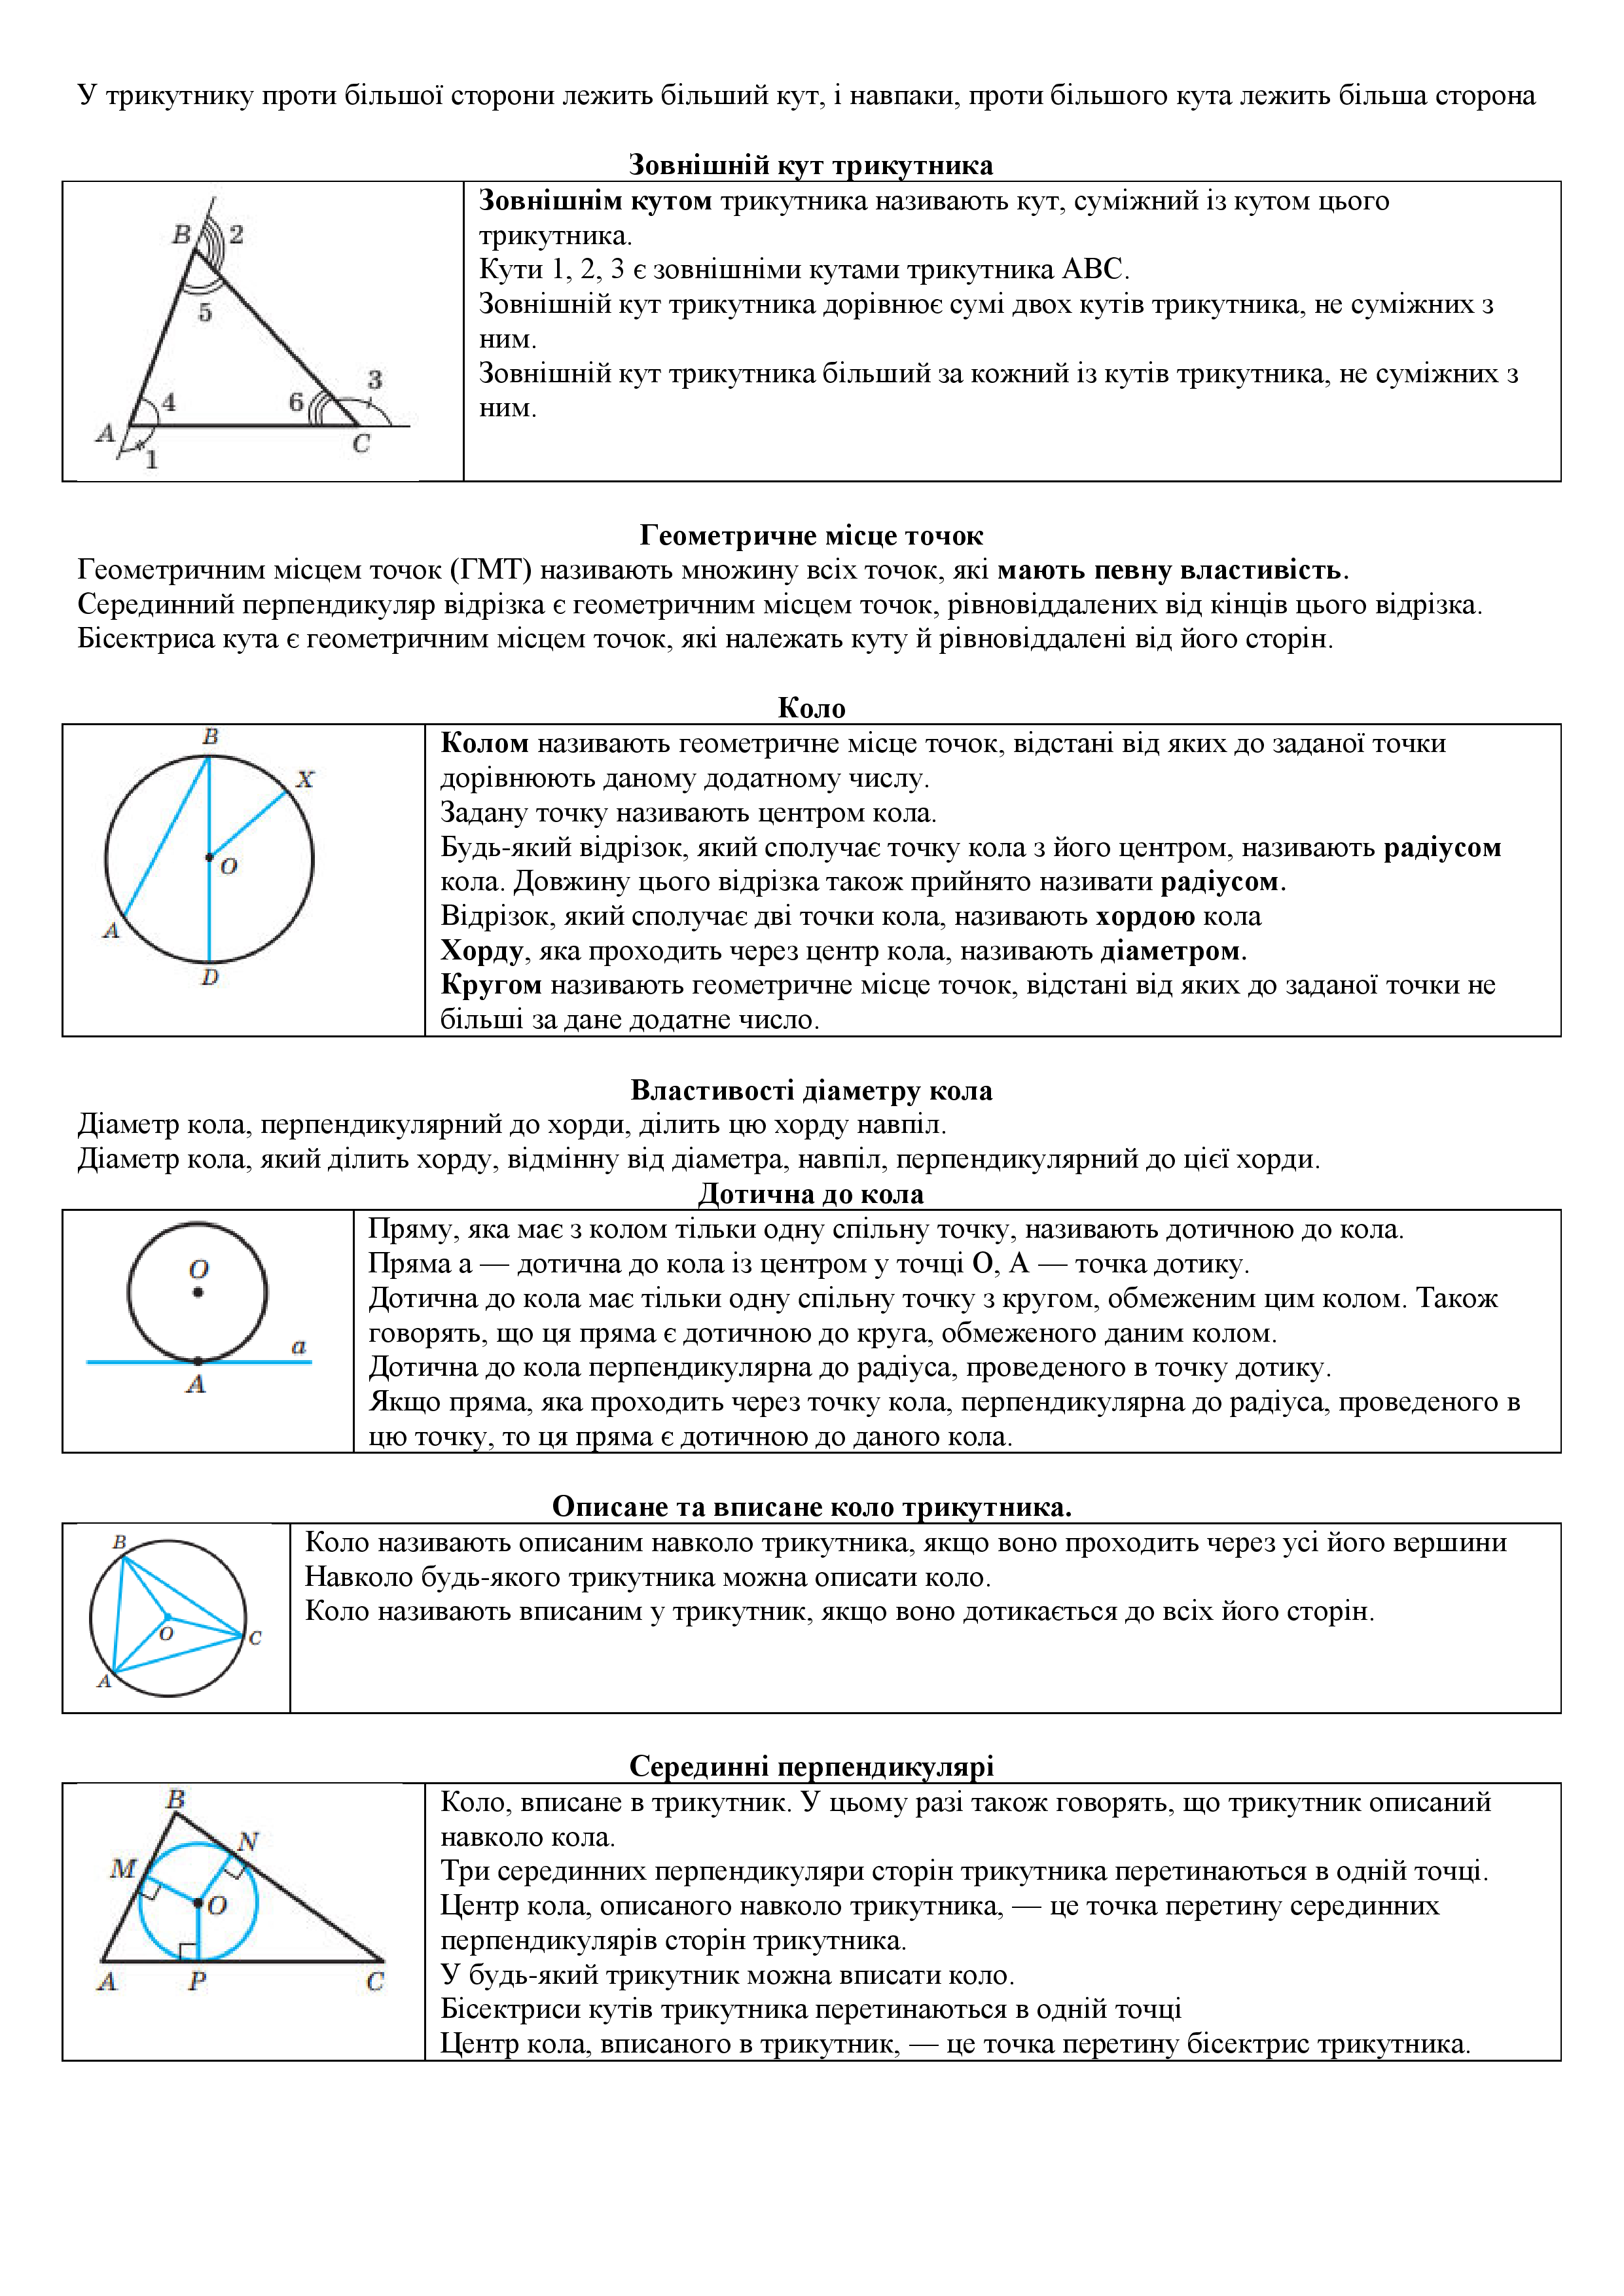 У трикутнику проти більшої сторони лежить більший кут, і навпаки, проти більшого кута лежить більша сторона
Зовнішній кут трикутника
B
2
5
4
6
3
A
1
C
Зовнішнім кутом трикутника називають кут, суміжний із кутом цього
трикутника.
Кути 1, 2, 3 є зовнішніми кутами трикутника АВС.
Зовнішній кут трикутника дорівнює сумі двох кутів трикутника, не суміжних з
ним.
Зовнішній кут трикутника більший за кожний із кутів трикутника, не суміжних з
ним.
Геометричне місце точок
Геометричним місцем точок (ГМТ) називають множину всіх точок, які мають певну властивість.
Серединний перпендикуляр відрізка є геометричним місцем точок, рівновіддалених від кінців цього відрізка.
Бісектриса кута є геометричним місцем точок, які належать куту й рівновіддалені від його сторін.
Коло
B
X
O
A
D
Колом називають геометричне місце точок, відстані від яких до заданої точки
дорівнюють даному додатному числу.
Задану точку називають центром кола.
Будь-який відрізок, який сполучає точку кола з його центром, називають радіусом
кола. Довжину цього відрізка також прийнято називати радіусом.
Відрізок, який сполучає дві точки кола, називають хордою кола
Хорду, яка проходить через центр кола, називають діаметром.
Кругом називають геометричне місце точок, відстані від яких до заданої точки не
більші за дане додатне число.
Властивості діаметру кола
Діаметр кола, перпендикулярний до хорди, ділить цю хорду навпіл.
Діаметр кола, який ділить хорду, відмінну від діаметра, навпіл, перпендикулярний до цієї хорди.
Дотична до кола
O
a
A
Пряму, яка має з колом тільки одну спільну точку, називають дотичною до кола.
Пряма а — дотична до кола із центром у точці О, А — точка дотику.
Дотична до кола має тільки одну спільну точку з кругом, обмеженим цим колом. Також
говорять, що ця пряма є дотичною до круга, обмеженого даним колом.
Дотична до кола перпендикулярна до радіуса, проведеного в точку дотику.
Якщо пряма, яка проходить через точку кола, перпендикулярна до радіуса, проведеного в
цю точку, то ця пряма є дотичною до даного кола.
Описане та вписане коло трикутника.
B
O
C
A
Коло називають описаним навколо трикутника, якщо воно проходить через усі його вершини
Навколо будь-якого трикутника можна описати коло.
Коло називають вписаним у трикутник, якщо воно дотикається до всіх його сторін.
Серединні перпендикулярі
B
N
M
O
A
P
C
Коло, вписане в трикутник. У цьому разі також говорять, що трикутник описаний
навколо кола.
Три серединних перпендикуляри сторін трикутника перетинаються в одній точці.
Центр кола, описаного навколо трикутника, — це точка перетину серединних
перпендикулярів сторін трикутника.
У будь-який трикутник можна вписати коло.
Бісектриси кутів трикутника перетинаються в одній точці
Центр кола, вписаного в трикутник, — це точка перетину бісектрис трикутника.